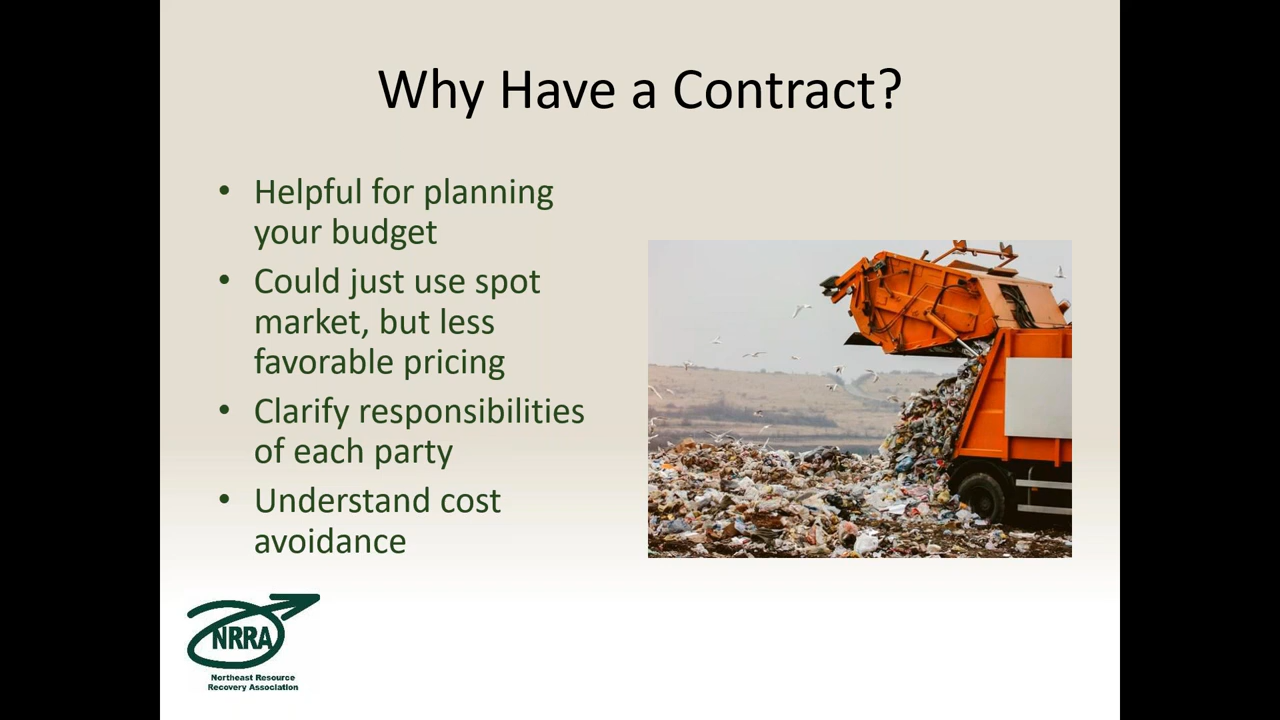 Why Have a Contract?
• Helpful for planning
your budget
• Could just use spot
market, but less
favorable pricing
• Clarify responsibilities
of each party
• Understand cost
avoidance
NRRA
Northeast Resource
Recovery Association